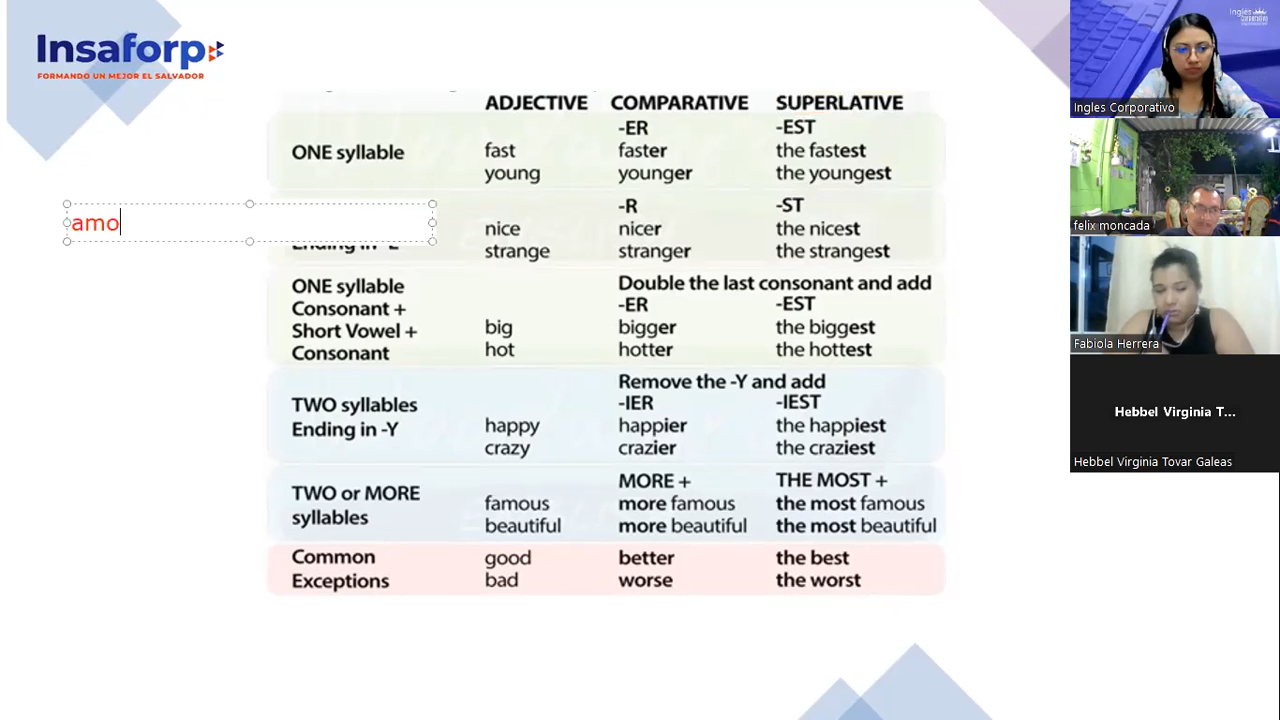 Insaforp
FORMANDO UN MEJOR EL SALVADOR
ADJECTIVE COMPARATIVE SUPERLATIVE
-ER -EST
ONE syllable fast faster the fastest
young younger the youngest
amo
-R -ST
nice nicer the nicest
Ending in -E strange stranger the strangest
ONE syllable Double the last consonant and add
Consonant + -ER -EST
Short Vowel + big bigger the biggest
Consonant hot hotter the hottest
Remove the -Y and add
TWO syllables -IER -IEST
Ending in -Y happy happier the happiest
crazy crazier the craziest
MORE + THE MOST +
TWO or MORE famous more famous the most famous
syllables beautiful more beautiful the most beautiful
Common good better the best
Exceptions bad worse the worst
Inglés
Corporativo
Ingles Corporativo
felix moncada
Fabiola Herrera
Hebbel Virginia T...
Hebbel Virginia Tovar Galeas